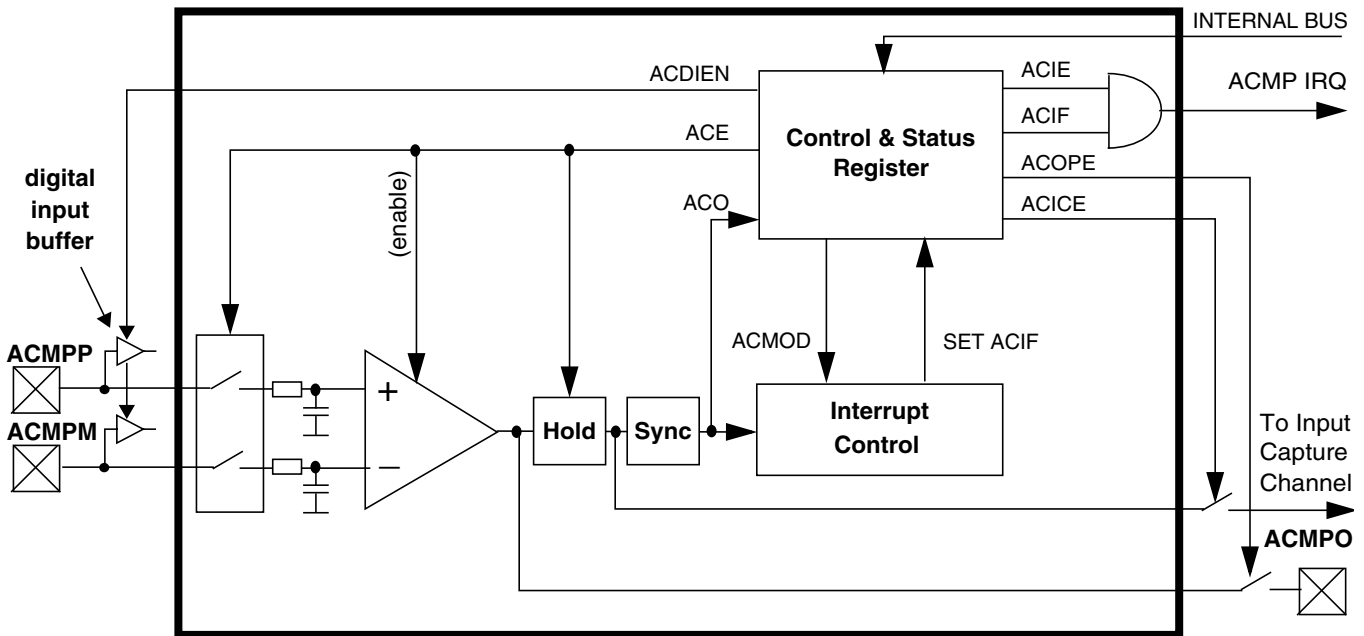 INTERNAL BUS
ACDIEN
ACIE
ACMP IRQ
ACE
Control & Status
Register
ACIF
ACOPE
ACICE
digital
input
buffer
(enable)
ACO
ACMOD
SET ACIF
ACMPP
+
ACMPM
Hold
Sync
Interrupt
Control
−
To Input
Capture
Channel
ACMPO